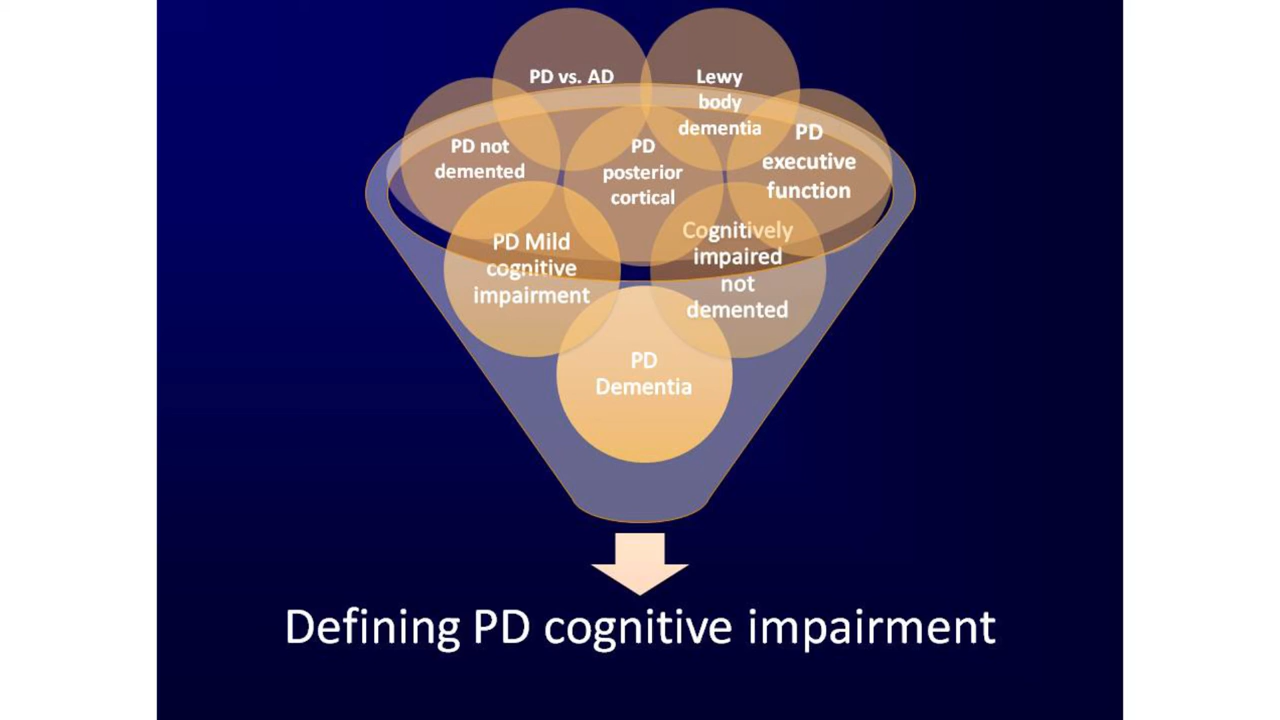 PD vs. AD
Lewy
body
dementia
PD not
demented
PD
posterior
cortical
PD
executive
function
PD Mild
cognitive
impairment
Cognitively
impaired
not
demented
PD
Dementia
Defining PD cognitive impairment